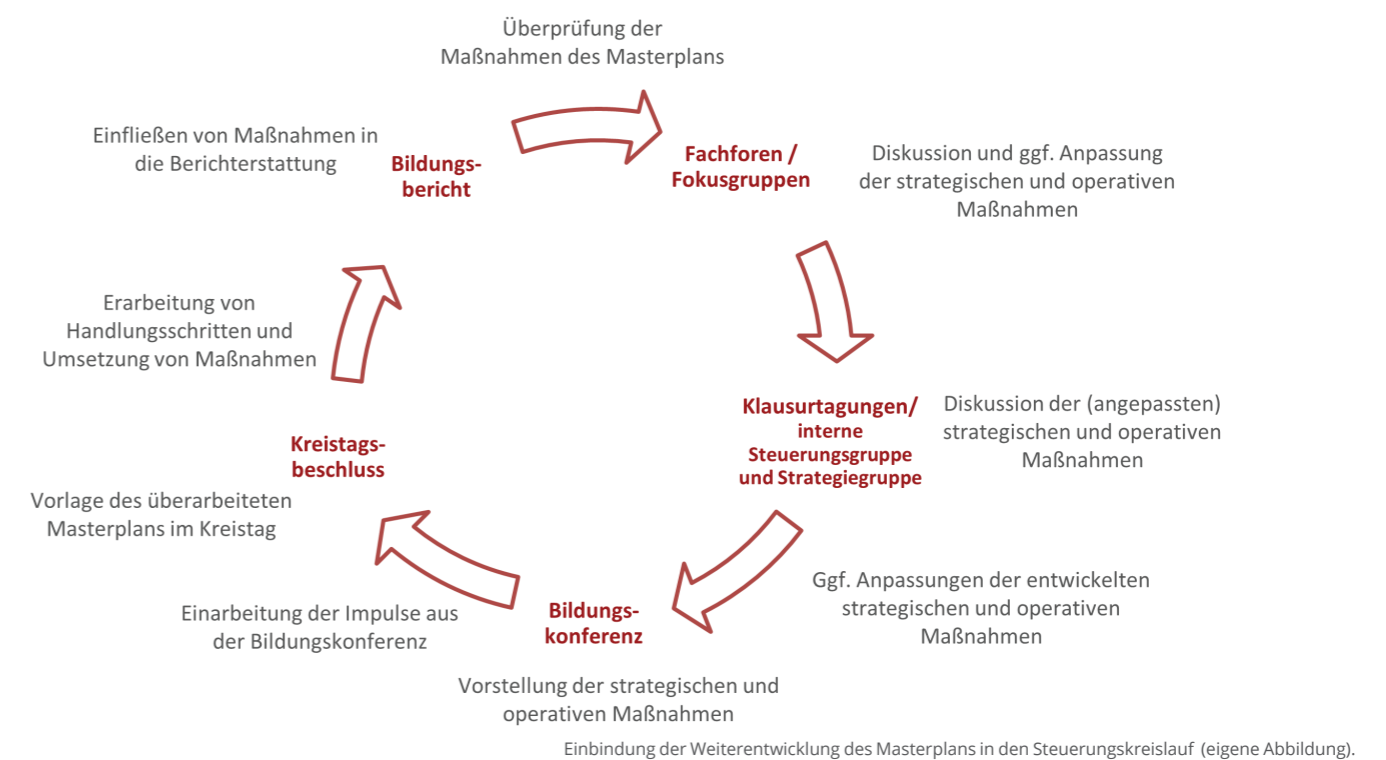 Überprüfung der
Maßnahmen des Masterplans
Einfließen von Maßnahmen in
die Berichterstattung
Bildungs-
bericht
Fachforen /
Fokusgruppen
Diskussion und ggf. Anpassung
der strategischen und operativen
Maßnahmen
Erarbeitung von
Handlungsschritten und
Umsetzung von Maßnahmen
Klausurtagungen/
interne
Steuerungsgruppe
und Strategiegruppe
Diskussion der (angepassten)
strategischen und operativen
Maßnahmen
Kreistags-
beschluss
Vorlage des überarbeiteten
Masterplans im Kreistag
Ggf. Anpassungen der entwickelten
strategischen und operativen
Maßnahmen
Einarbeitung der Impulse aus
der Bildungskonferenz
Bildungs-
konferenz
Vorstellung der strategischen und
operativen Maßnahmen
Einbindung der Weiterentwicklung des Masterplans in den Steuerungskreislauf (eigene Abbildung).